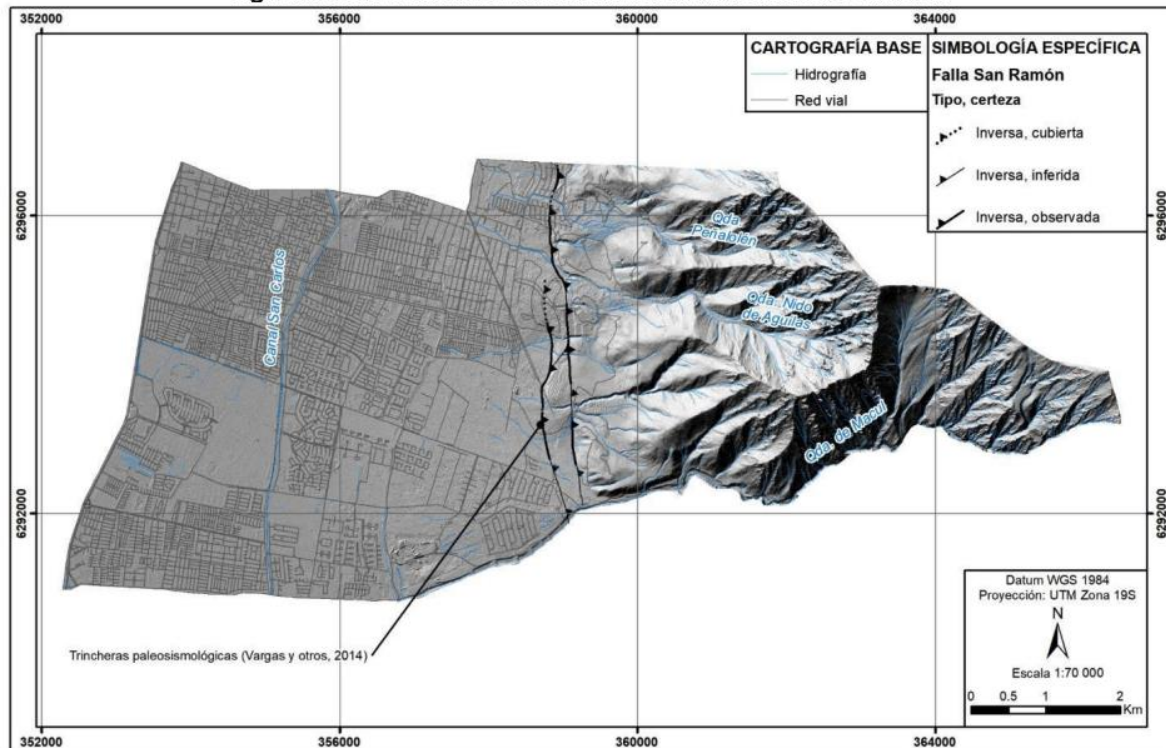 352000
356000
360000
364000
CARTOGRAFÍA BASE
Hidrografía
Red vial
SIMBOLOGÍA ESPECÍFICA
Falla San Ramón
Tipo, certeza
Inversa, cubierta
Inversa, inferida
Inversa, observada
6296000
6296000
Qda.
Peñalolén
Canal San Carlos
Qda. Nido
de Aguilas
Qda. de Macul
6292000
6292000
Trincheras paleosismológicas (Vargas y otros, 2014)
Datum WGS 1984
Proyección: UTM Zona 19S
N
Escala 1:70 000
0 0.5 1 2
Km
352000
356000
360000
364000